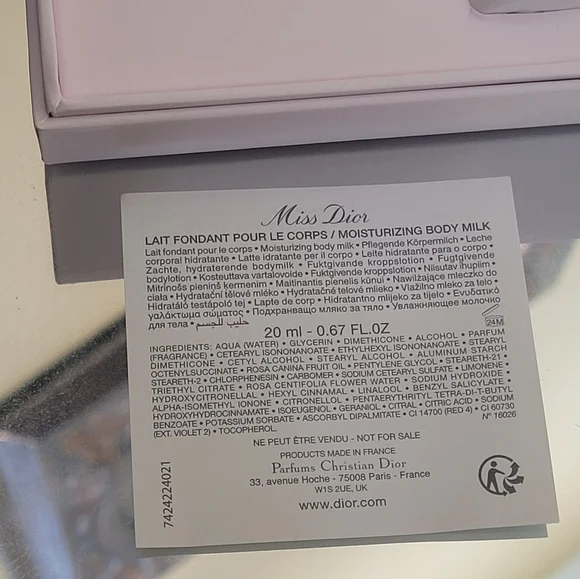 Miss Dior
LAIT FONDANT POUR LE CORPS / MOISTURIZING BODY MILK
Lait fondant pour le corps • Moisturizing body milk • Pflegende Körpermilch • Leche
corporal hidratante • Latte idratante per il corpo • Leite hidratante para o corpo •
Zachte, hydraterende bodymilk • Fuktgivande kroppslotion • Fugtgivende
bodylotion • Kosteuttava vartalovoide • Fuktgivende kroppslotion • Niisutav ihupiim •
Mitrinošs pieniņš ķermenim • Maitinantis pienelis kūnui • Nawilżające mleczko do
ciała • Hydratační tělové mléko • Hydratačné telové mlieko • Vlažilno mleko za telo •
Hidratáló testápoló tej • Lapte de corp • Hidratantno mlijeko za tijelo • Ενυδατικό
γαλάκτωμα σώματος • Подхранващо мляко за тяло • Увлажняющее молочко
для тела • حليب للجسم
20 ml - 0.67 FL.OZ
24M
INGREDIENTS: AQUA (WATER) • GLYCERIN • DIMETHICONE • ALCOHOL • PARFUM
(FRAGRANCE) • CETEARYL ISONONANOATE • ETHYLHEXYL ISONONANOATE • STEARYL
DIMETHICONE • CETYL ALCOHOL • STEARYL ALCOHOL • ALUMINUM STARCH
OCTENYLSUCCINATE • ROSA CANINA FRUIT OIL • PENTYLENE GLYCOL • STEARETH-21 •
STEARETH-2 • CHLORPHENESIN • CARBOMER • SODIUM CETEARYL SULFATE • LIMONENE •
TRIETHYL CITRATE • ROSA CENTIFOLIA FLOWER WATER • SODIUM HYDROXIDE •
HYDROXYCITRONELLAL • HEXYL CINNAMAL • LINALOOL • BENZYL SALICYLATE •
ALPHA-ISOMETHYL IONONE • CITRONELLOL • PENTAERYTHRITYL TETRA-DI-T-BUTYL
HYDROXYHYDROCINNAMATE • ISOEUGENOL • GERANIOL • CITRAL • CITRIC ACID • SODIUM
BENZOATE • POTASSIUM SORBATE • ASCORBYL DIPALMITATE • CI 14700 (RED 4) • CI 60730
(EXT. VIOLET 2) • TOCOPHEROL.
N° 16026
NE PEUT ÊTRE VENDU - NOT FOR SALE
PRODUCTS MADE IN FRANCE
Parfums Christian Dior
33, avenue Hoche - 75008 Paris - France
W1S 2UE, UK
www.dior.com
7424224021